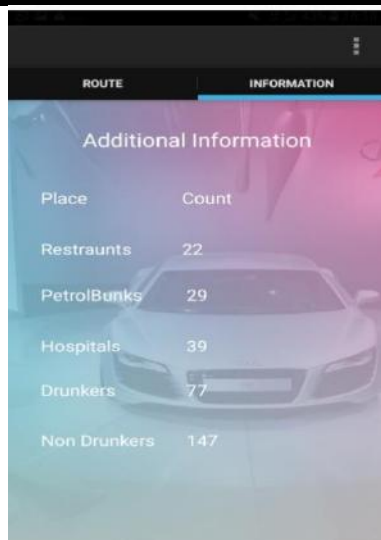 ROUTE INFORMATION
Additional Information
Place Count
Restraunts 22
PetrolBunks 29
Hospitals 39
Drunkers 77
Non Drunkers 147